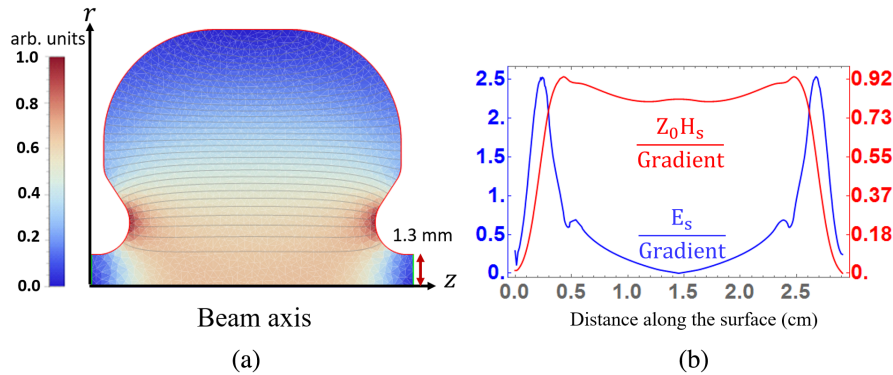 r
arb. units
1.0
0.8
0.6
0.4
0.2
0.0
1.3 mm
z
Beam axis
(a)
2.5
2.
1.5
1.
0.5
0.
0.92
0.73
0.55
0.37
0.18
0.
Z₀Hₛ
Gradient
Eₛ
Gradient
0.0 0.5 1.0 1.5 2.0 2.5
Distance along the surface (cm)
(b)